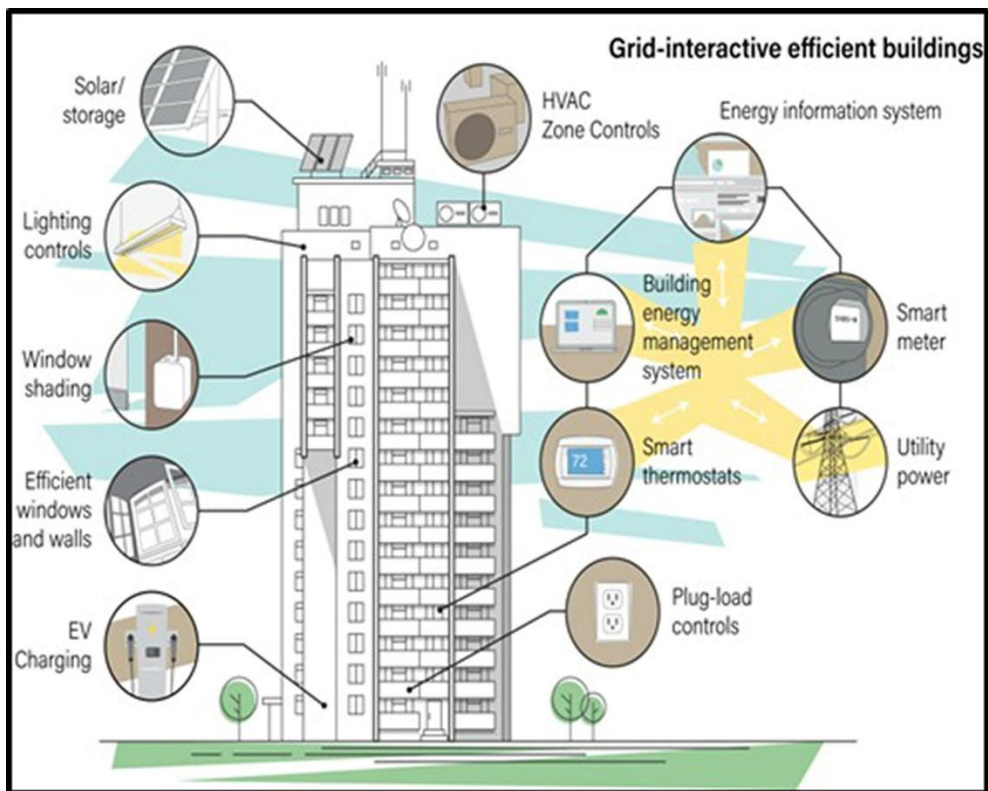 Grid-interactive efficient buildings
Solar/
storage
HVAC
Zone Controls
Energy information system
Lighting
controls
Building
energy
management
system
Smart
meter
Window
shading
Smart
thermostats
72
Utility
power
Efficient
windows
and walls
Plug-load
controls
EV
Charging